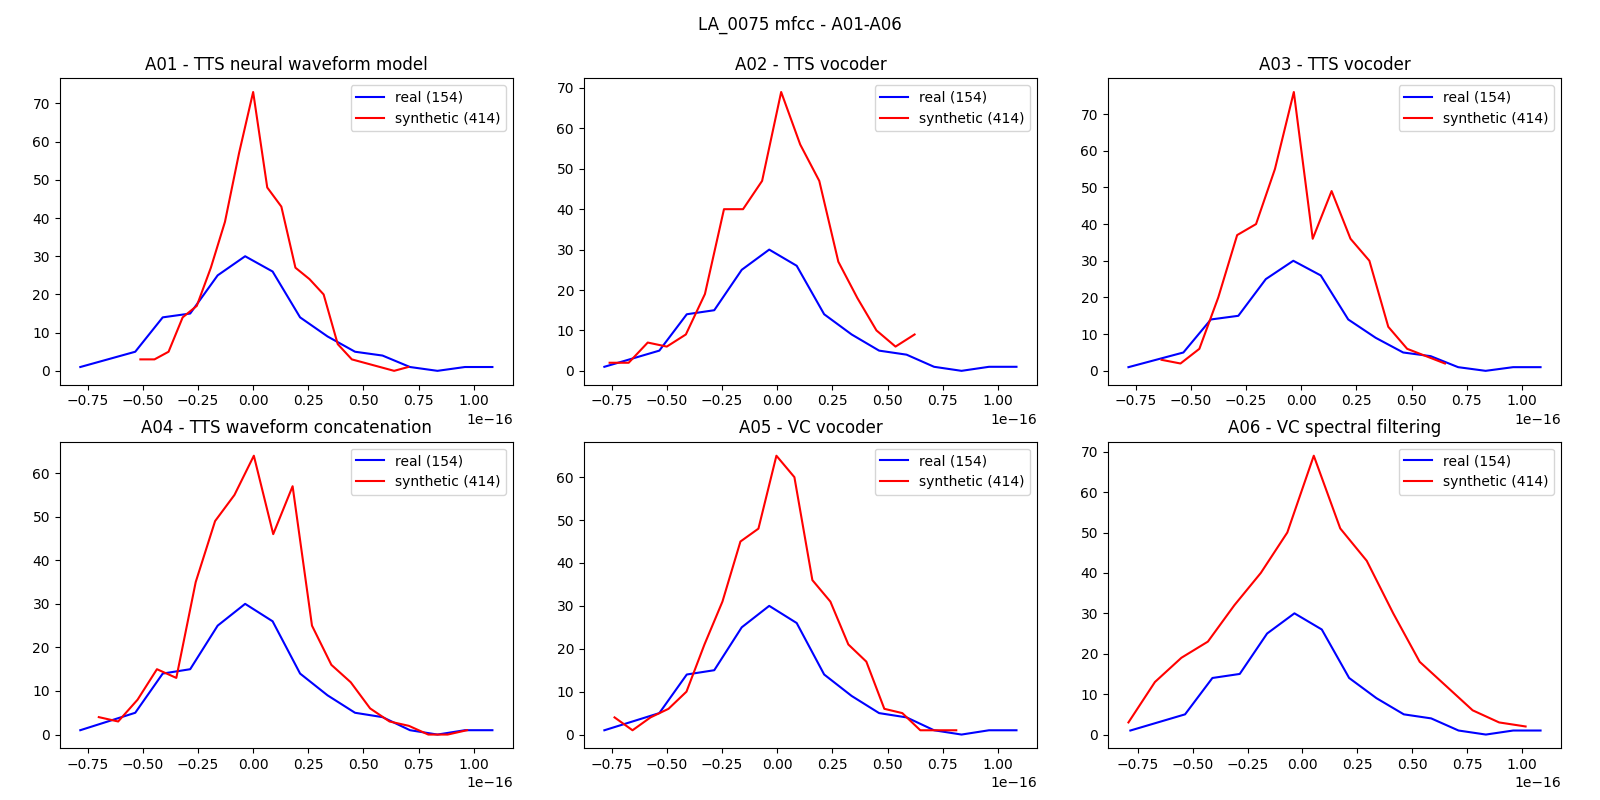 LA_0075 mfcc - A01-A06
A01 - TTS neural waveform model
real (154)
synthetic (414)
70
60
50
40
30
20
10
0
−0.75 −0.50 −0.25 0.00 0.25 0.50 0.75 1.00
1e−16
A02 - TTS vocoder
real (154)
synthetic (414)
70
60
50
40
30
20
10
0
−0.75 −0.50 −0.25 0.00 0.25 0.50 0.75 1.00
1e−16
A03 - TTS vocoder
real (154)
synthetic (414)
70
60
50
40
30
20
10
0
−0.75 −0.50 −0.25 0.00 0.25 0.50 0.75 1.00
1e−16
A04 - TTS waveform concatenation
real (154)
synthetic (414)
60
50
40
30
20
10
0
−0.75 −0.50 −0.25 0.00 0.25 0.50 0.75 1.00
1e−16
A05 - VC vocoder
real (154)
synthetic (414)
60
50
40
30
20
10
0
−0.75 −0.50 −0.25 0.00 0.25 0.50 0.75 1.00
1e−16
A06 - VC spectral filtering
real (154)
synthetic (414)
70
60
50
40
30
20
10
0
−0.75 −0.50 −0.25 0.00 0.25 0.50 0.75 1.00
1e−16